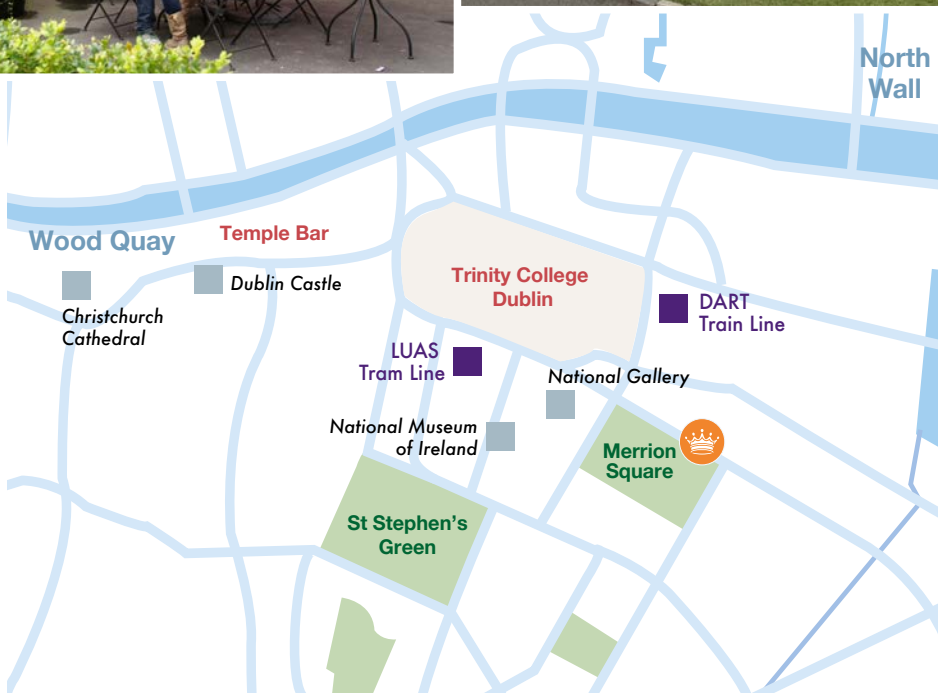 North
Wall
Wood Quay
Temple Bar
Dublin Castle
Christchurch
Cathedral
Trinity College
Dublin
DART
Train Line
LUAS
Tram Line
National Gallery
National Museum
of Ireland
Merrion
Square
St Stephen's
Green